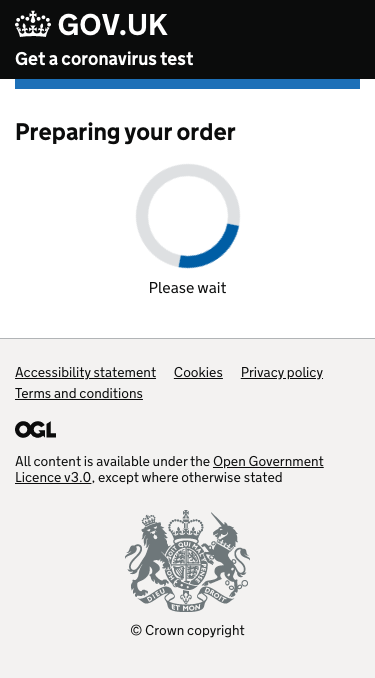 GOV.UK
Get a coronavirus test
Preparing your order
Please wait
Accessibility statement Cookies Privacy policy
Terms and conditions
OGL
All content is available under the Open Government
Licence v3.0, except where otherwise stated
DIEU ET MON DROIT
© Crown copyright